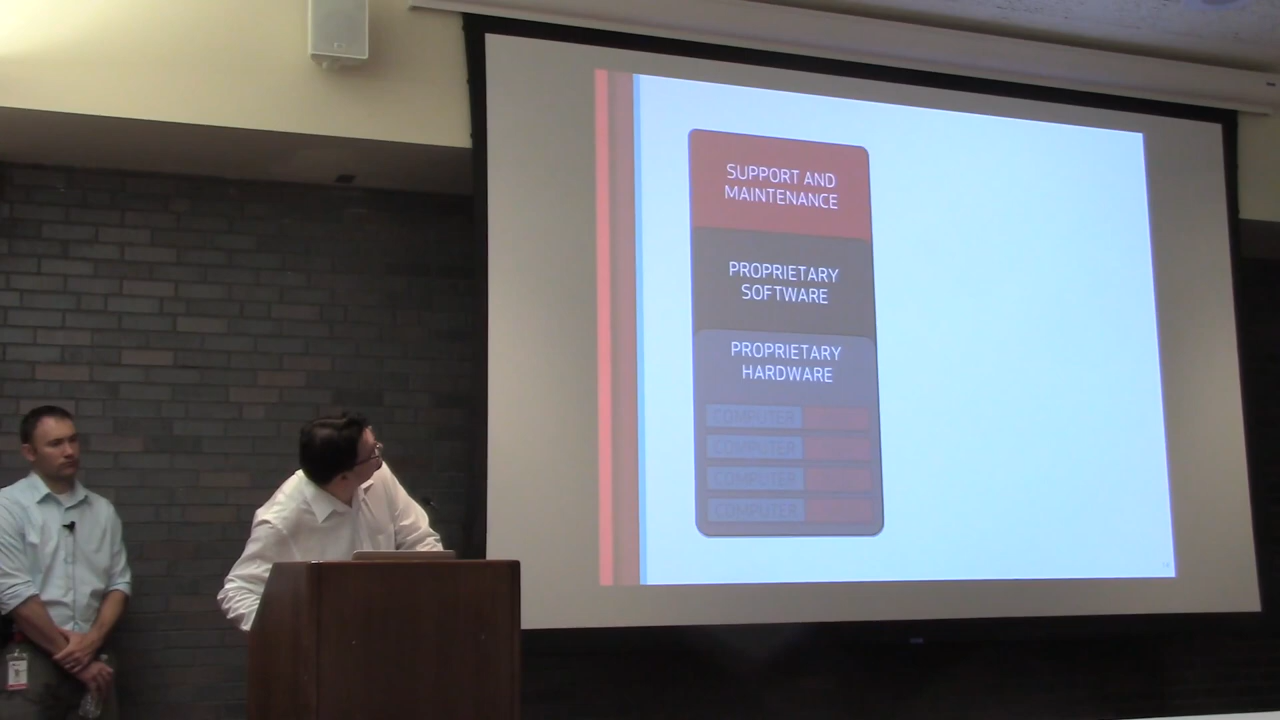 SUPPORT AND
MAINTENANCE
PROPRIETARY
SOFTWARE
PROPRIETARY
HARDWARE
COMPUTER
COMPUTER
COMPUTER
COMPUTER